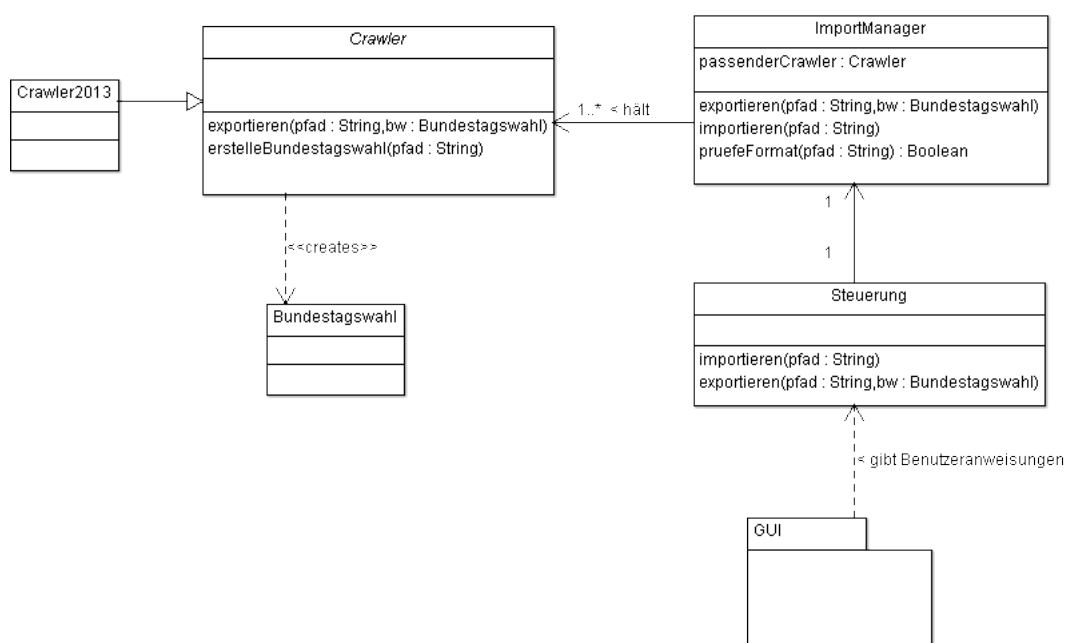 Crawler
ImportManager
passenderCrawler : Crawler
Crawler2013
1..* < hält
exportieren(pfad : String,bw : Bundestagswahl)
erstelleBundestagswahl(pfad : String)
exportieren(pfad : String,bw : Bundestagswahl)
importieren(pfad : String)
pruefeFormat(pfad : String) : Boolean
1
<<creates>>
1
Bundestagswahl
Steuerung
importieren(pfad : String)
exportieren(pfad : String,bw : Bundestagswahl)
< gibt Benutzeranweisungen
GUI